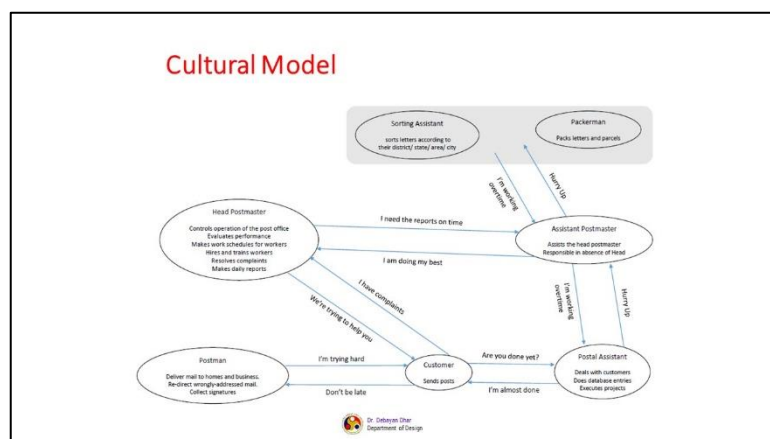 Cultural Model
Sorting Assistant
sorts letters according to
their district/ state/ area/ city
Packerman
Packs letters and parcels
I'm working
overtime
Hurry Up
Head Postmaster
Controls operation of the post office
Evaluates performance
Makes work schedules for workers
Hires and trains workers
Resolves complaints
Makes daily reports
I need the reports on time
I am doing my best
Assistant Postmaster
Assists the head postmaster
Responsible in absence of Head
I have complaints
We're trying to help you
I'm working
overtime
Hurry Up
Postman
Deliver mail to homes and business.
Re-direct wrongly-addressed mail.
Collect signetures
I'm trying hard
Don't be late
Customer
Sends posts
Are you done yet?
I'm almost done
Postal Assistant
Deals with customers
Does database entries
Executes projects
Dr. Debayan Dhar
Department of Design